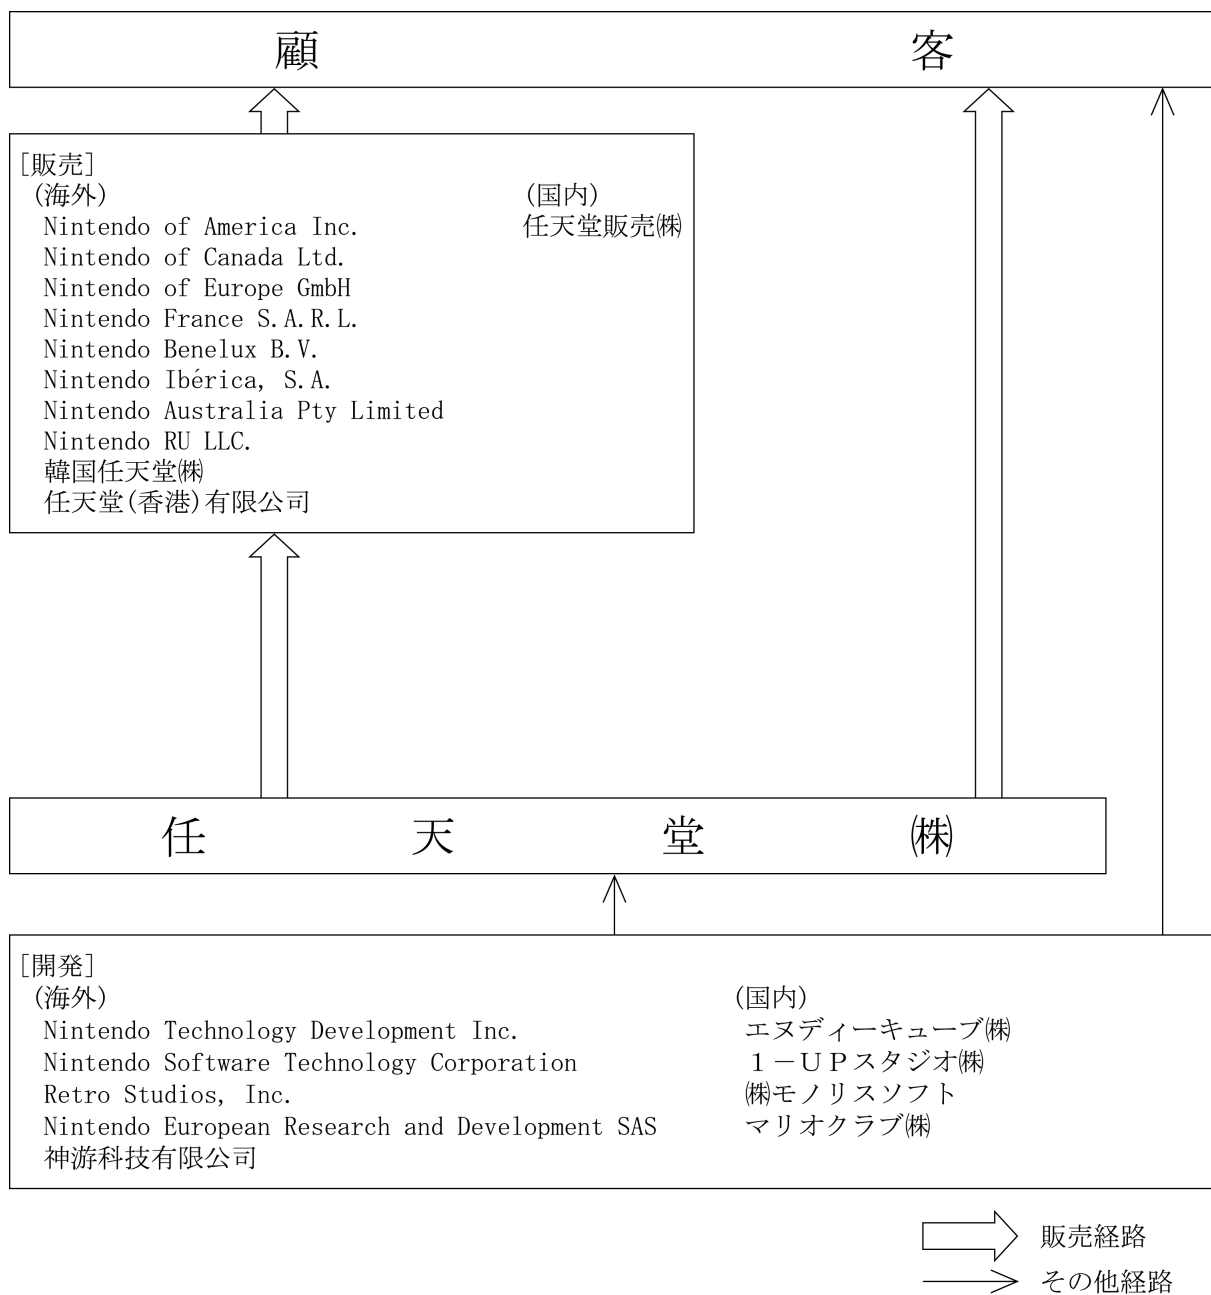 顧客
[販売]
(海外) (国内)
Nintendo of America Inc. 任天堂販売㈱
Nintendo of Canada Ltd.
Nintendo of Europe GmbH
Nintendo France S.A.R.L.
Nintendo Benelux B.V.
Nintendo Ibérica, S.A.
Nintendo Australia Pty Limited
Nintendo RU LLC.
韓国任天堂㈱
任天堂(香港)有限公司
任天堂㈱
[開発]
(海外) (国内)
Nintendo Technology Development Inc. エヌディーキューブ㈱
Nintendo Software Technology Corporation １－ＵＰスタジオ㈱
Retro Studios, Inc. ㈱モノリスソフト
Nintendo European Research and Development SAS マリオクラブ㈱
神游科技有限公司
販売経路
その他経路